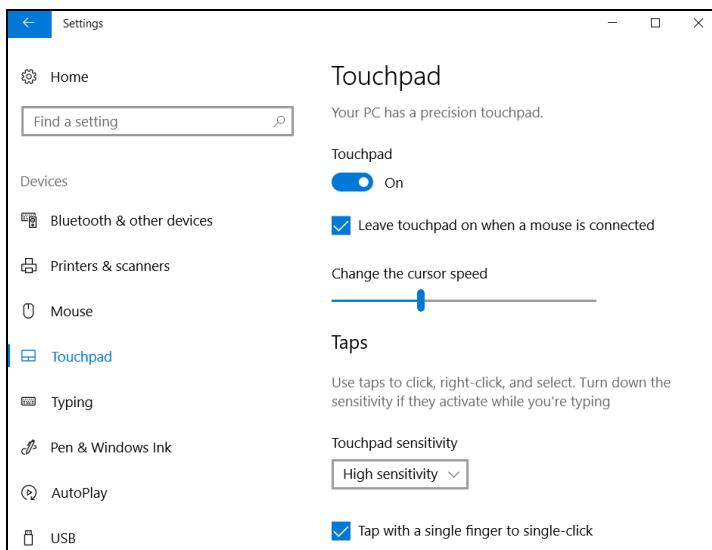 Settings
Home
Find a setting
Devices
Bluetooth & other devices
Printers & scanners
Mouse
Touchpad
Typing
Pen & Windows Ink
AutoPlay
USB
Touchpad
Your PC has a precision touchpad.
Touchpad
On
Leave touchpad on when a mouse is connected
Change the cursor speed
Taps
Use taps to click, right-click, and select. Turn down the
sensitivity if they activate while you're typing
Touchpad sensitivity
High sensitivity
Tap with a single finger to single-click